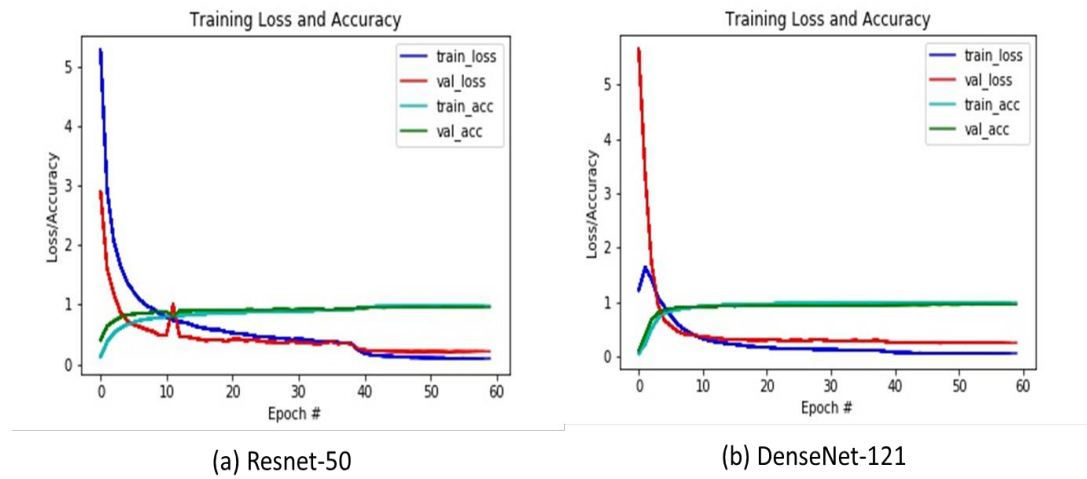 Training Loss and Accuracy
train_loss
val_loss
train_acc
val_acc
Loss/Accuracy
5
4
3
2
1
0
0 10 20 30 40 50 60
Epoch #
(a) Resnet-50
Training Loss and Accuracy
train_loss
val_loss
train_acc
val_acc
Loss/Accuracy
5
4
3
2
1
0
0 10 20 30 40 50 60
Epoch #
(b) DenseNet-121